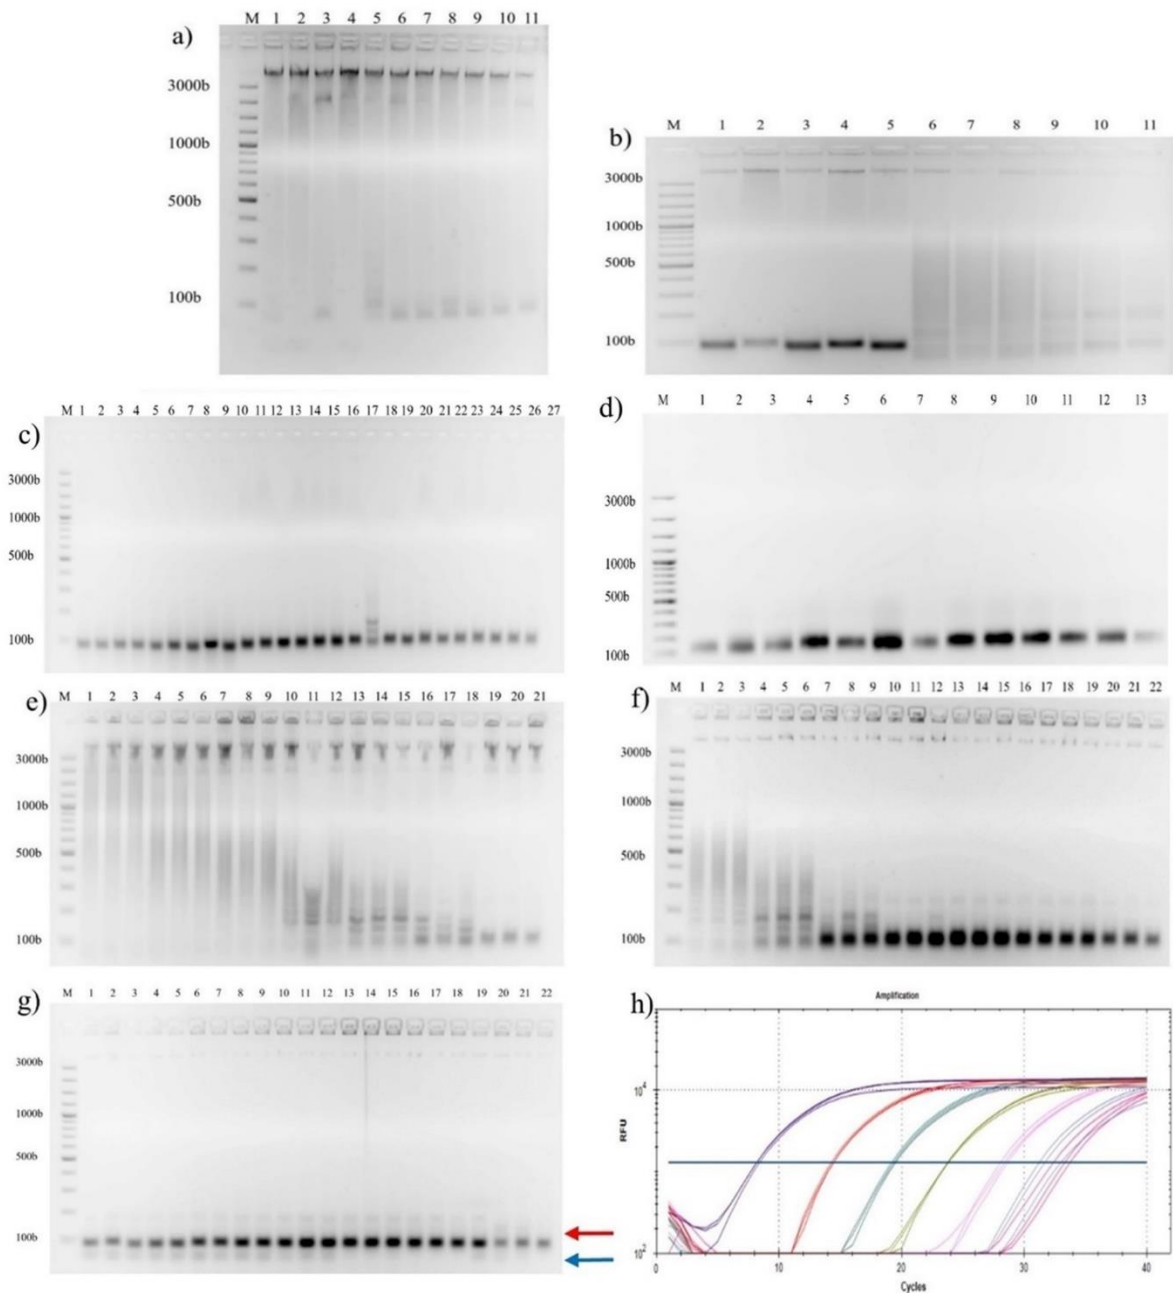 a)
M 1 2 3 4 5 6 7 8 9 10 11
3000b
1000b
500b
100b
b)
M 1 2 3 4 5 6 7 8 9 10 11
3000b
1000b
500b
100b
c)
M 1 2 3 4 5 6 7 8 9 10 11 12 13 14 15 16 17 18 19 20 21 22 23 24 25 26 27
3000b
1000b
500b
100b
d)
M 1 2 3 4 5 6 7 8 9 10 11 12 13
3000b
1000b
500b
100b
e)
M 1 2 3 4 5 6 7 8 9 10 11 12 13 14 15 16 17 18 19 20 21
3000b
1000b
500b
100b
f)
M 1 2 3 4 5 6 7 8 9 10 11 12 13 14 15 16 17 18 19 20 21 22
3000b
1000b
500b
100b
g)
M 1 2 3 4 5 6 7 8 9 10 11 12 13 14 15 16 17 18 19 20 21 22
3000b
1000b
500b
100b
h)
Amplification
10^4
RFU
10^2
0 10 20 30 40
Cycles